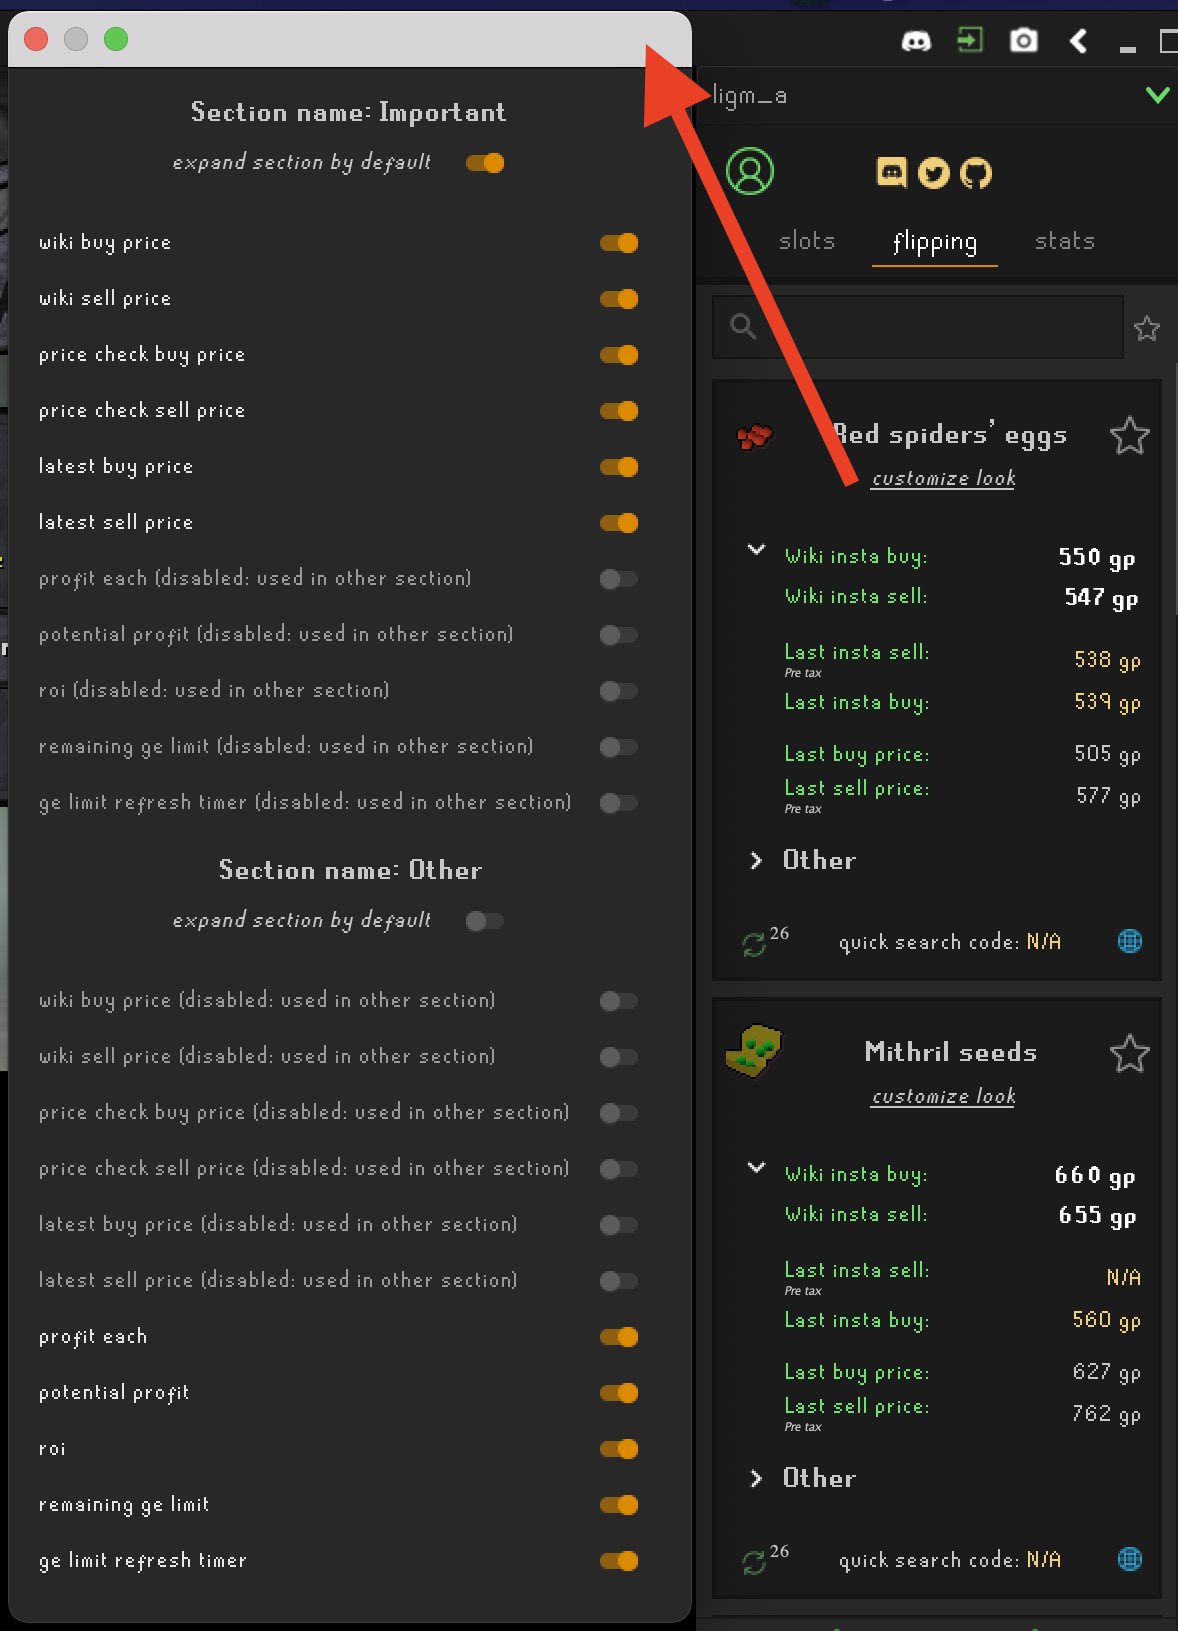 Section name: Important
expand section by default
wiki buy price
wiki sell price
price check buy price
price check sell price
latest buy price
latest sell price
profit each (disabled: used in other section)
potential profit (disabled: used in other section)
roi (disabled: used in other section)
remaining ge limit (disabled: used in other section)
ge limit refresh timer (disabled: used in other section)
Section name: Other
expand section by default
wiki buy price (disabled: used in other section)
wiki sell price (disabled: used in other section)
price check buy price (disabled: used in other section)
price check sell price (disabled: used in other section)
latest buy price (disabled: used in other section)
latest sell price (disabled: used in other section)
profit each
potential profit
roi
remaining ge limit
ge limit refresh timer
ligm_a
slots flipping stats
Red spiders' eggs
customize look
Wiki insta buy: 550 gp
Wiki insta sell: 547 gp
Last insta sell: 538 gp
Pre tax
Last insta buy: 539 gp
Last buy price: 505 gp
Last sell price: 577 gp
Pre tax
Other
26 quick search code: N/A
Mithril seeds
customize look
Wiki insta buy: 660 gp
Wiki insta sell: 655 gp
Last insta sell: N/A
Pre tax
Last insta buy: 560 gp
Last buy price: 627 gp
Last sell price: 762 gp
Pre tax
Other
26 quick search code: N/A